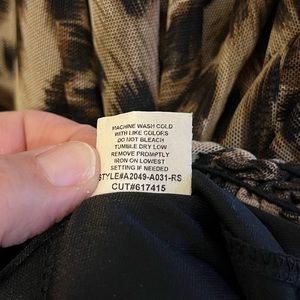 MACHINE WASH COLD
WITH LIKE COLORS
DO NOT BLEACH
TUMBLE DRY LOW
REMOVE PROMPTLY
IRON ON LOWEST
SETTING IF NEEDED
STYLE#A2049-A031-RS
CUT#617415